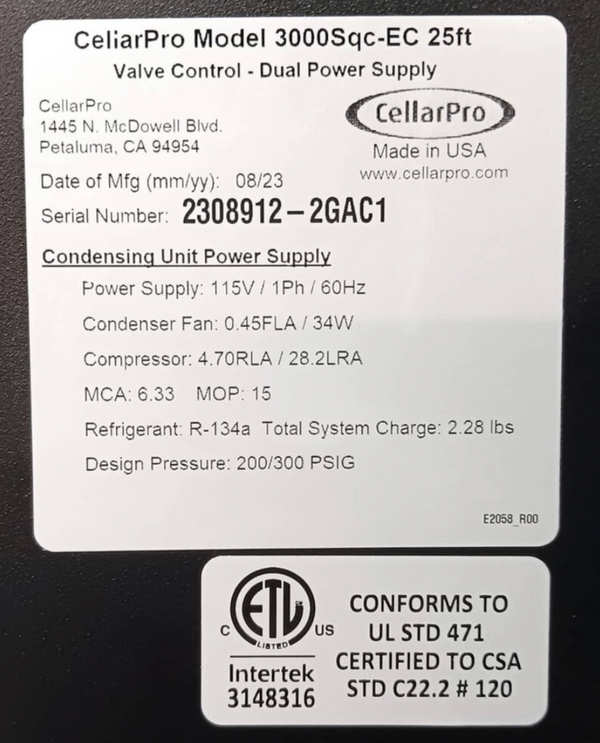 CellarPro Model 3000Sqc-EC 25ft
Valve Control - Dual Power Supply
CellarPro
1445 N. McDowell Blvd.
Petaluma, CA 94954
CellarPro
Made in USA
www.cellarpro.com
Date of Mfg (mm/yy): 08/23
Serial Number: 2308912-2GAC1
Condensing Unit Power Supply
Power Supply: 115V / 1Ph / 60Hz
Condenser Fan: 0.45FLA / 34W
Compressor: 4.70RLA / 28.2LRA
MCA: 6.33 MOP: 15
Refrigerant: R-134a Total System Charge: 2.28 lbs
Design Pressure: 200/300 PSIG
E2058_R00
ETL
CM
LISTED
C US
Intertek
3148316
CONFORMS TO
UL STD 471
CERTIFIED TO CSA
STD C22.2 # 120